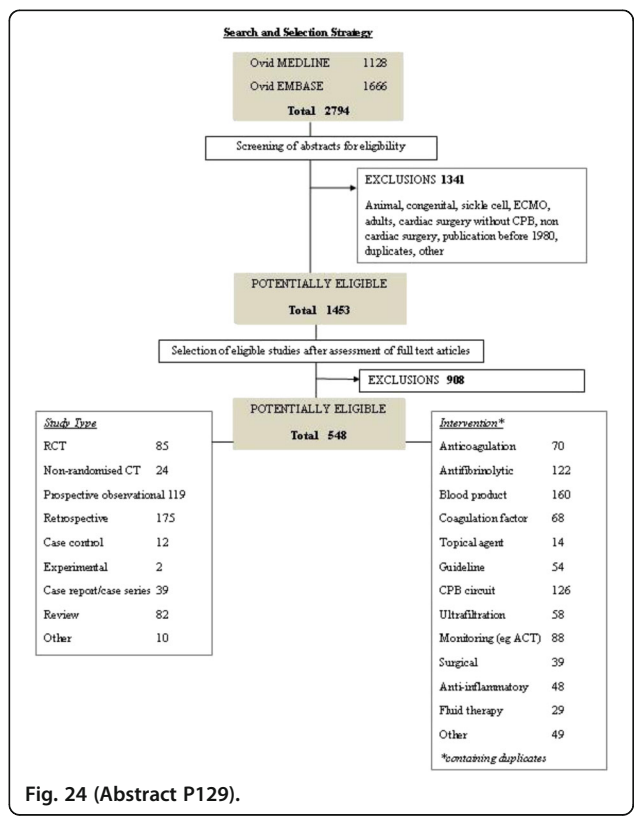 Search and Selection Strategy
Ovid MEDLINE 1128
Ovid EMBASE 1666
Total 2794
Screening of abstracts for eligibility
EXCLUSIONS 1341
Animal, congenital, sickle cell, ECMO,
adults, cardiac surgery without CPB, non
cardiac surgery, publication before 1980,
duplicates, other
POTENTIALLY ELIGIBLE
Total 1453
Selection of eligible studies after assessment of full text articles
EXCLUSIONS 908
POTENTIALLY ELIGIBLE
Total 548
Study Type
RCT 85
Non-randomised CT 24
Prospective observational 119
Retrospective 175
Case control 12
Experimental 2
Case report/case series 39
Review 82
Other 10
Intervention*
Anticoagulation 70
Antifibrinolytic 122
Blood product 160
Coagulation factor 68
Topical agent 14
Guideline 54
CPB circuit 126
Ultrafiltration 58
Monitoring (eg ACT) 88
Surgical 39
Anti-inflammatory 48
Fluid therapy 29
Other 49
*containing duplicates
Fig. 24 (Abstract P129).